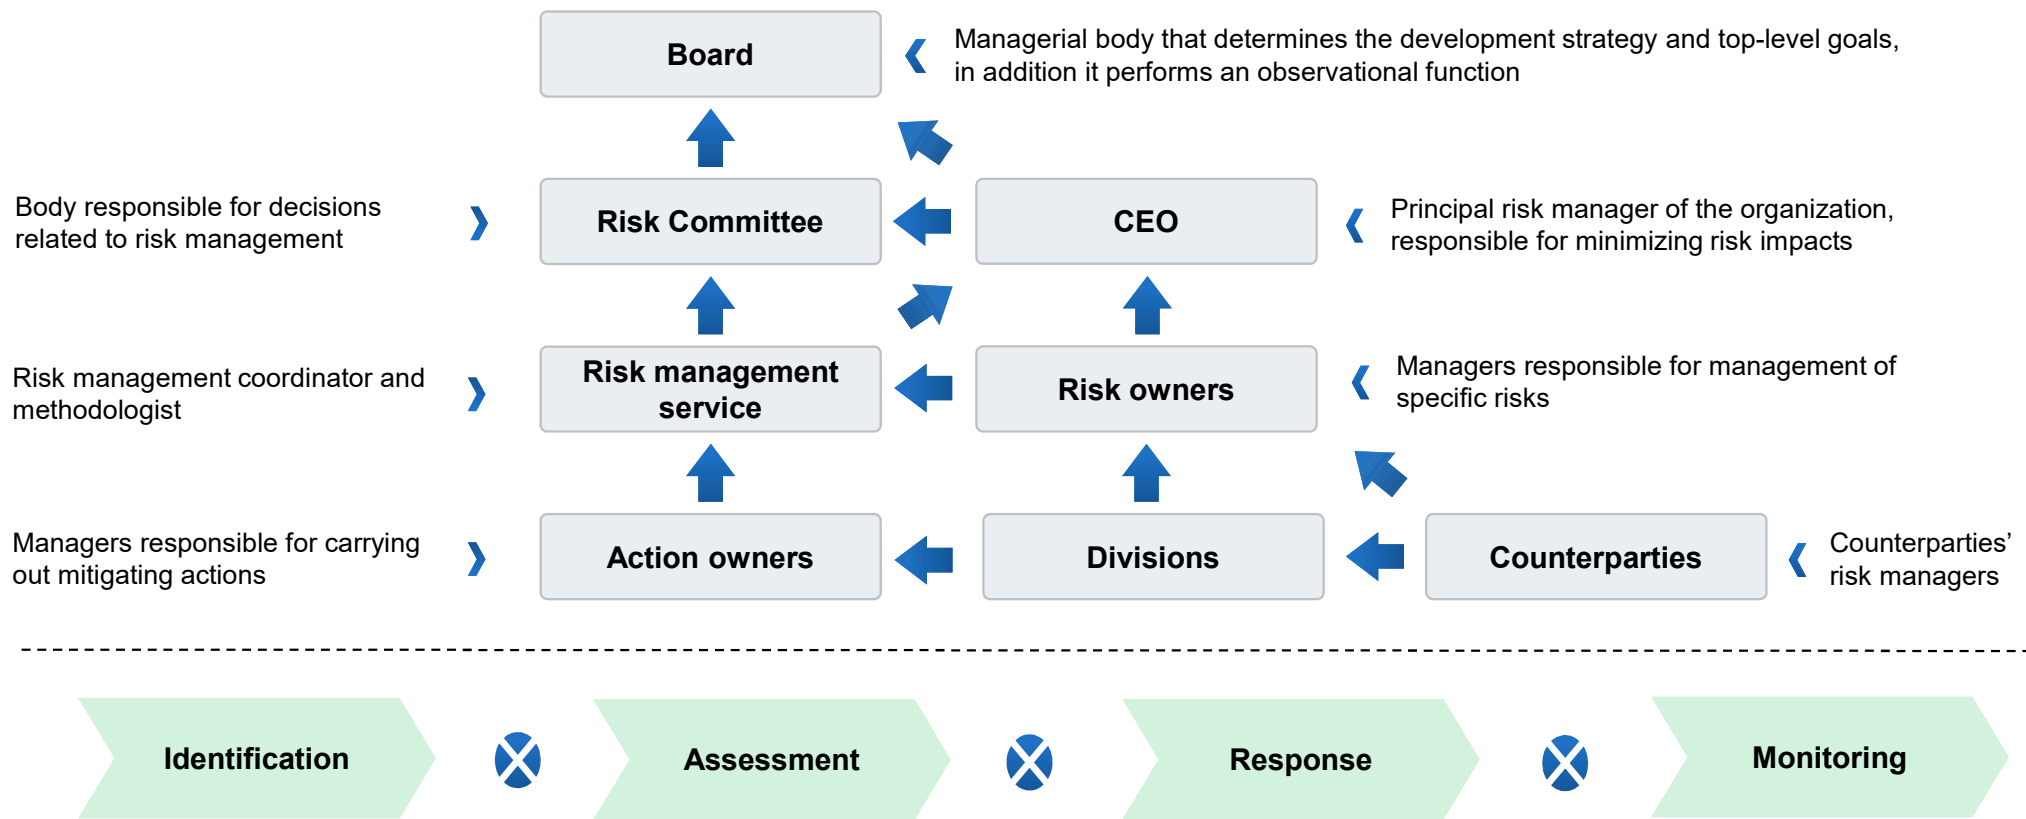 Board
Managerial body that determines the development strategy and top-level goals,
in addition it performs an observational function
Body responsible for decisions
related to risk management
Risk Committee
CEO
Principal risk manager of the organization,
responsible for minimizing risk impacts
Risk management coordinator and
methodologist
Risk management
service
Risk owners
Managers responsible for management of
specific risks
Managers responsible for carrying
out mitigating actions
Action owners
Divisions
Counterparties
Counterparties’
risk managers
Identification
Assessment
Response
Monitoring